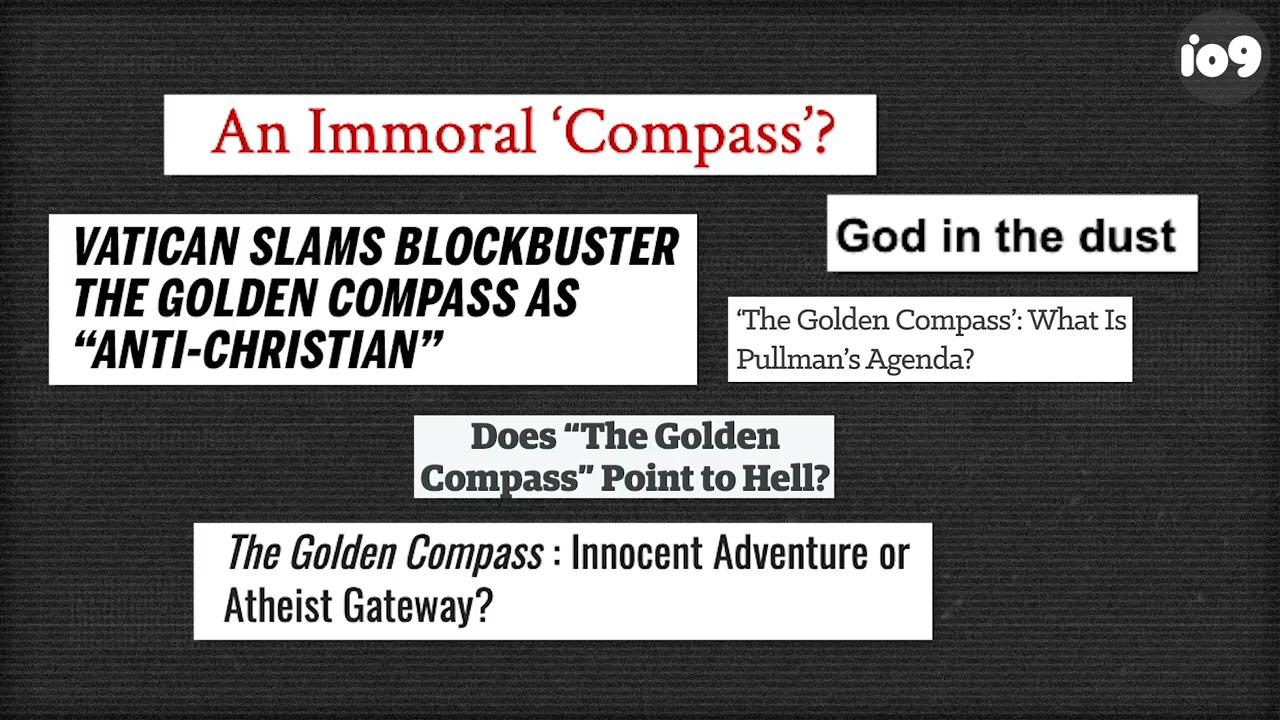 io9
An Immoral ‘Compass’?
God in the dust
VATICAN SLAMS BLOCKBUSTER
THE GOLDEN COMPASS AS
“ANTI-CHRISTIAN”
‘The Golden Compass’: What Is
Pullman’s Agenda?
Does “The Golden
Compass” Point to Hell?
The Golden Compass : Innocent Adventure or
Atheist Gateway?